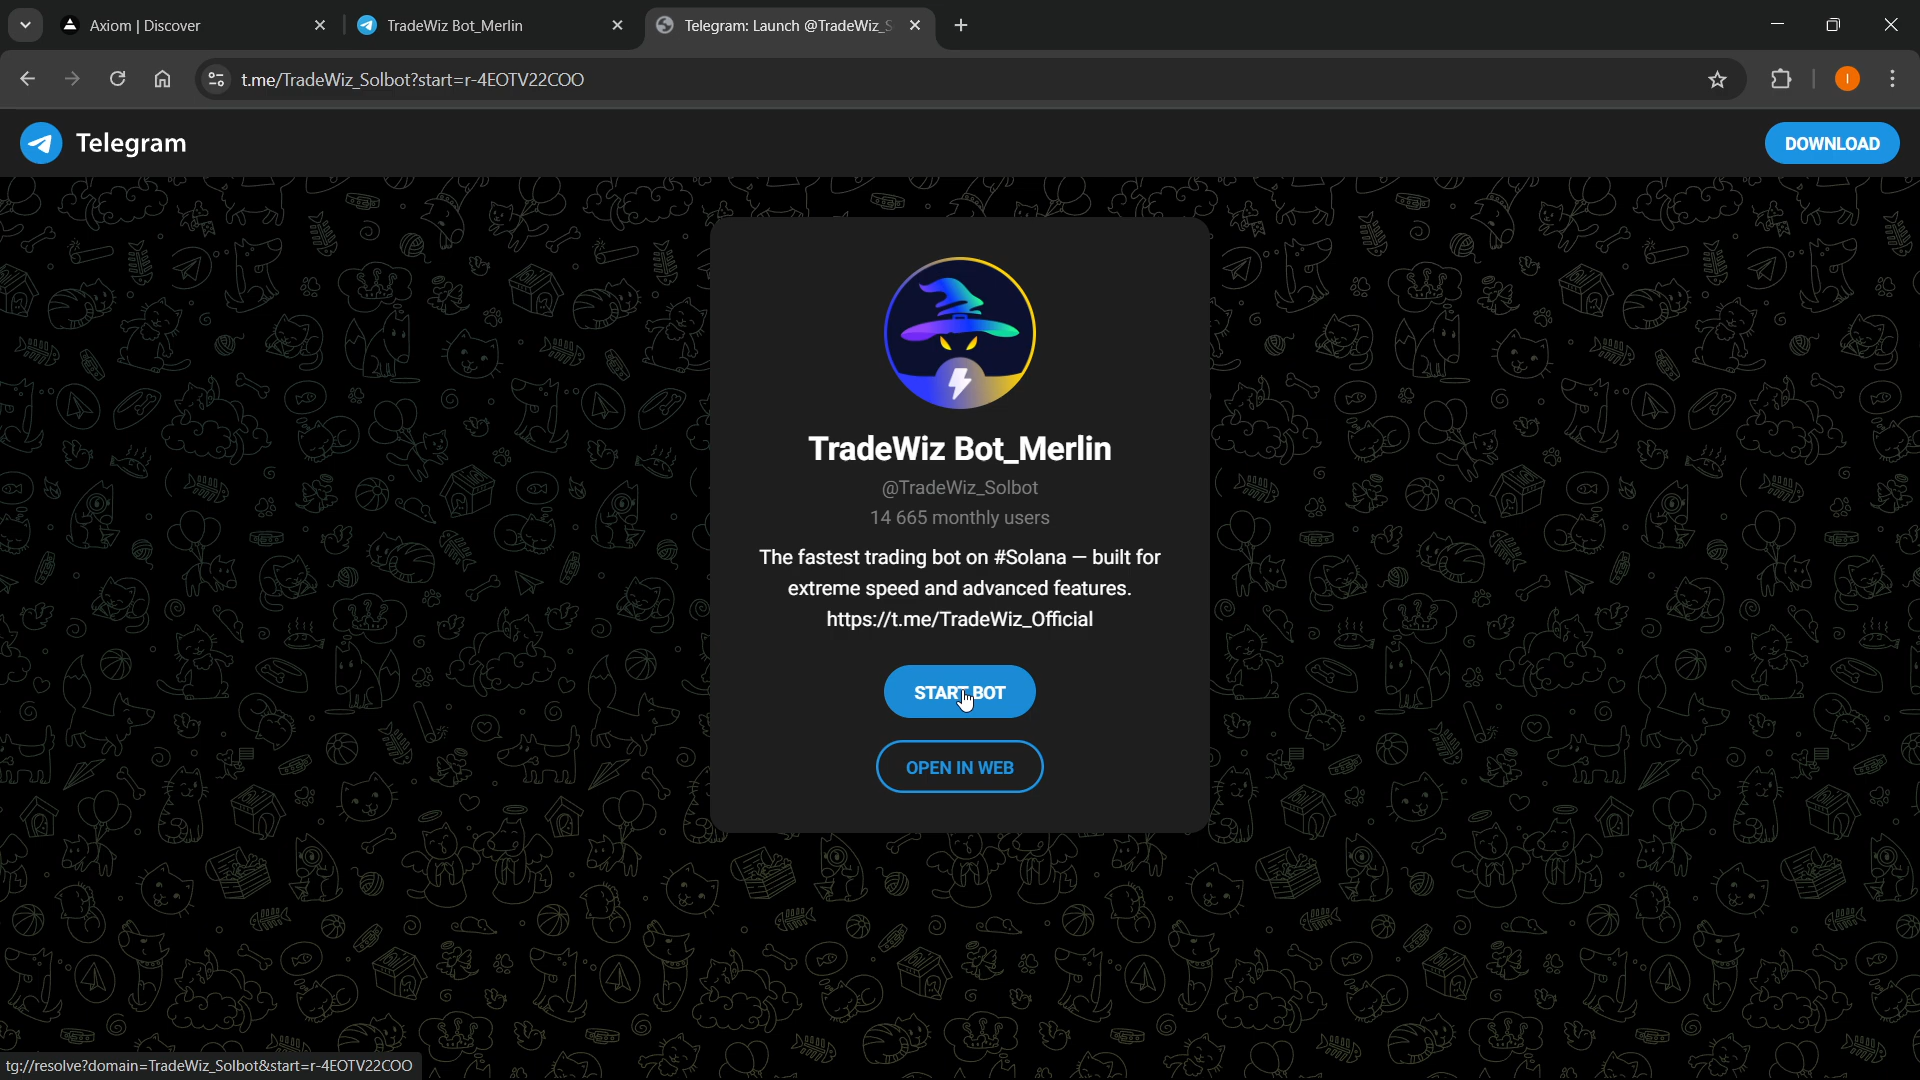 Axiom | Discover
TradeWiz Bot_Merlin
Telegram: Launch @TradeWiz_S
t.me/TradeWiz_Solbot?start=r-4EOTV22COO
I
Telegram
DOWNLOAD
TradeWiz Bot_Merlin
@TradeWiz_Solbot
14 665 monthly users
The fastest trading bot on #Solana — built for
extreme speed and advanced features.
https://t.me/TradeWiz_Official
START BOT
OPEN IN WEB
tg://resolve?domain=TradeWiz_Solbot&start=r-4EOTV22COO